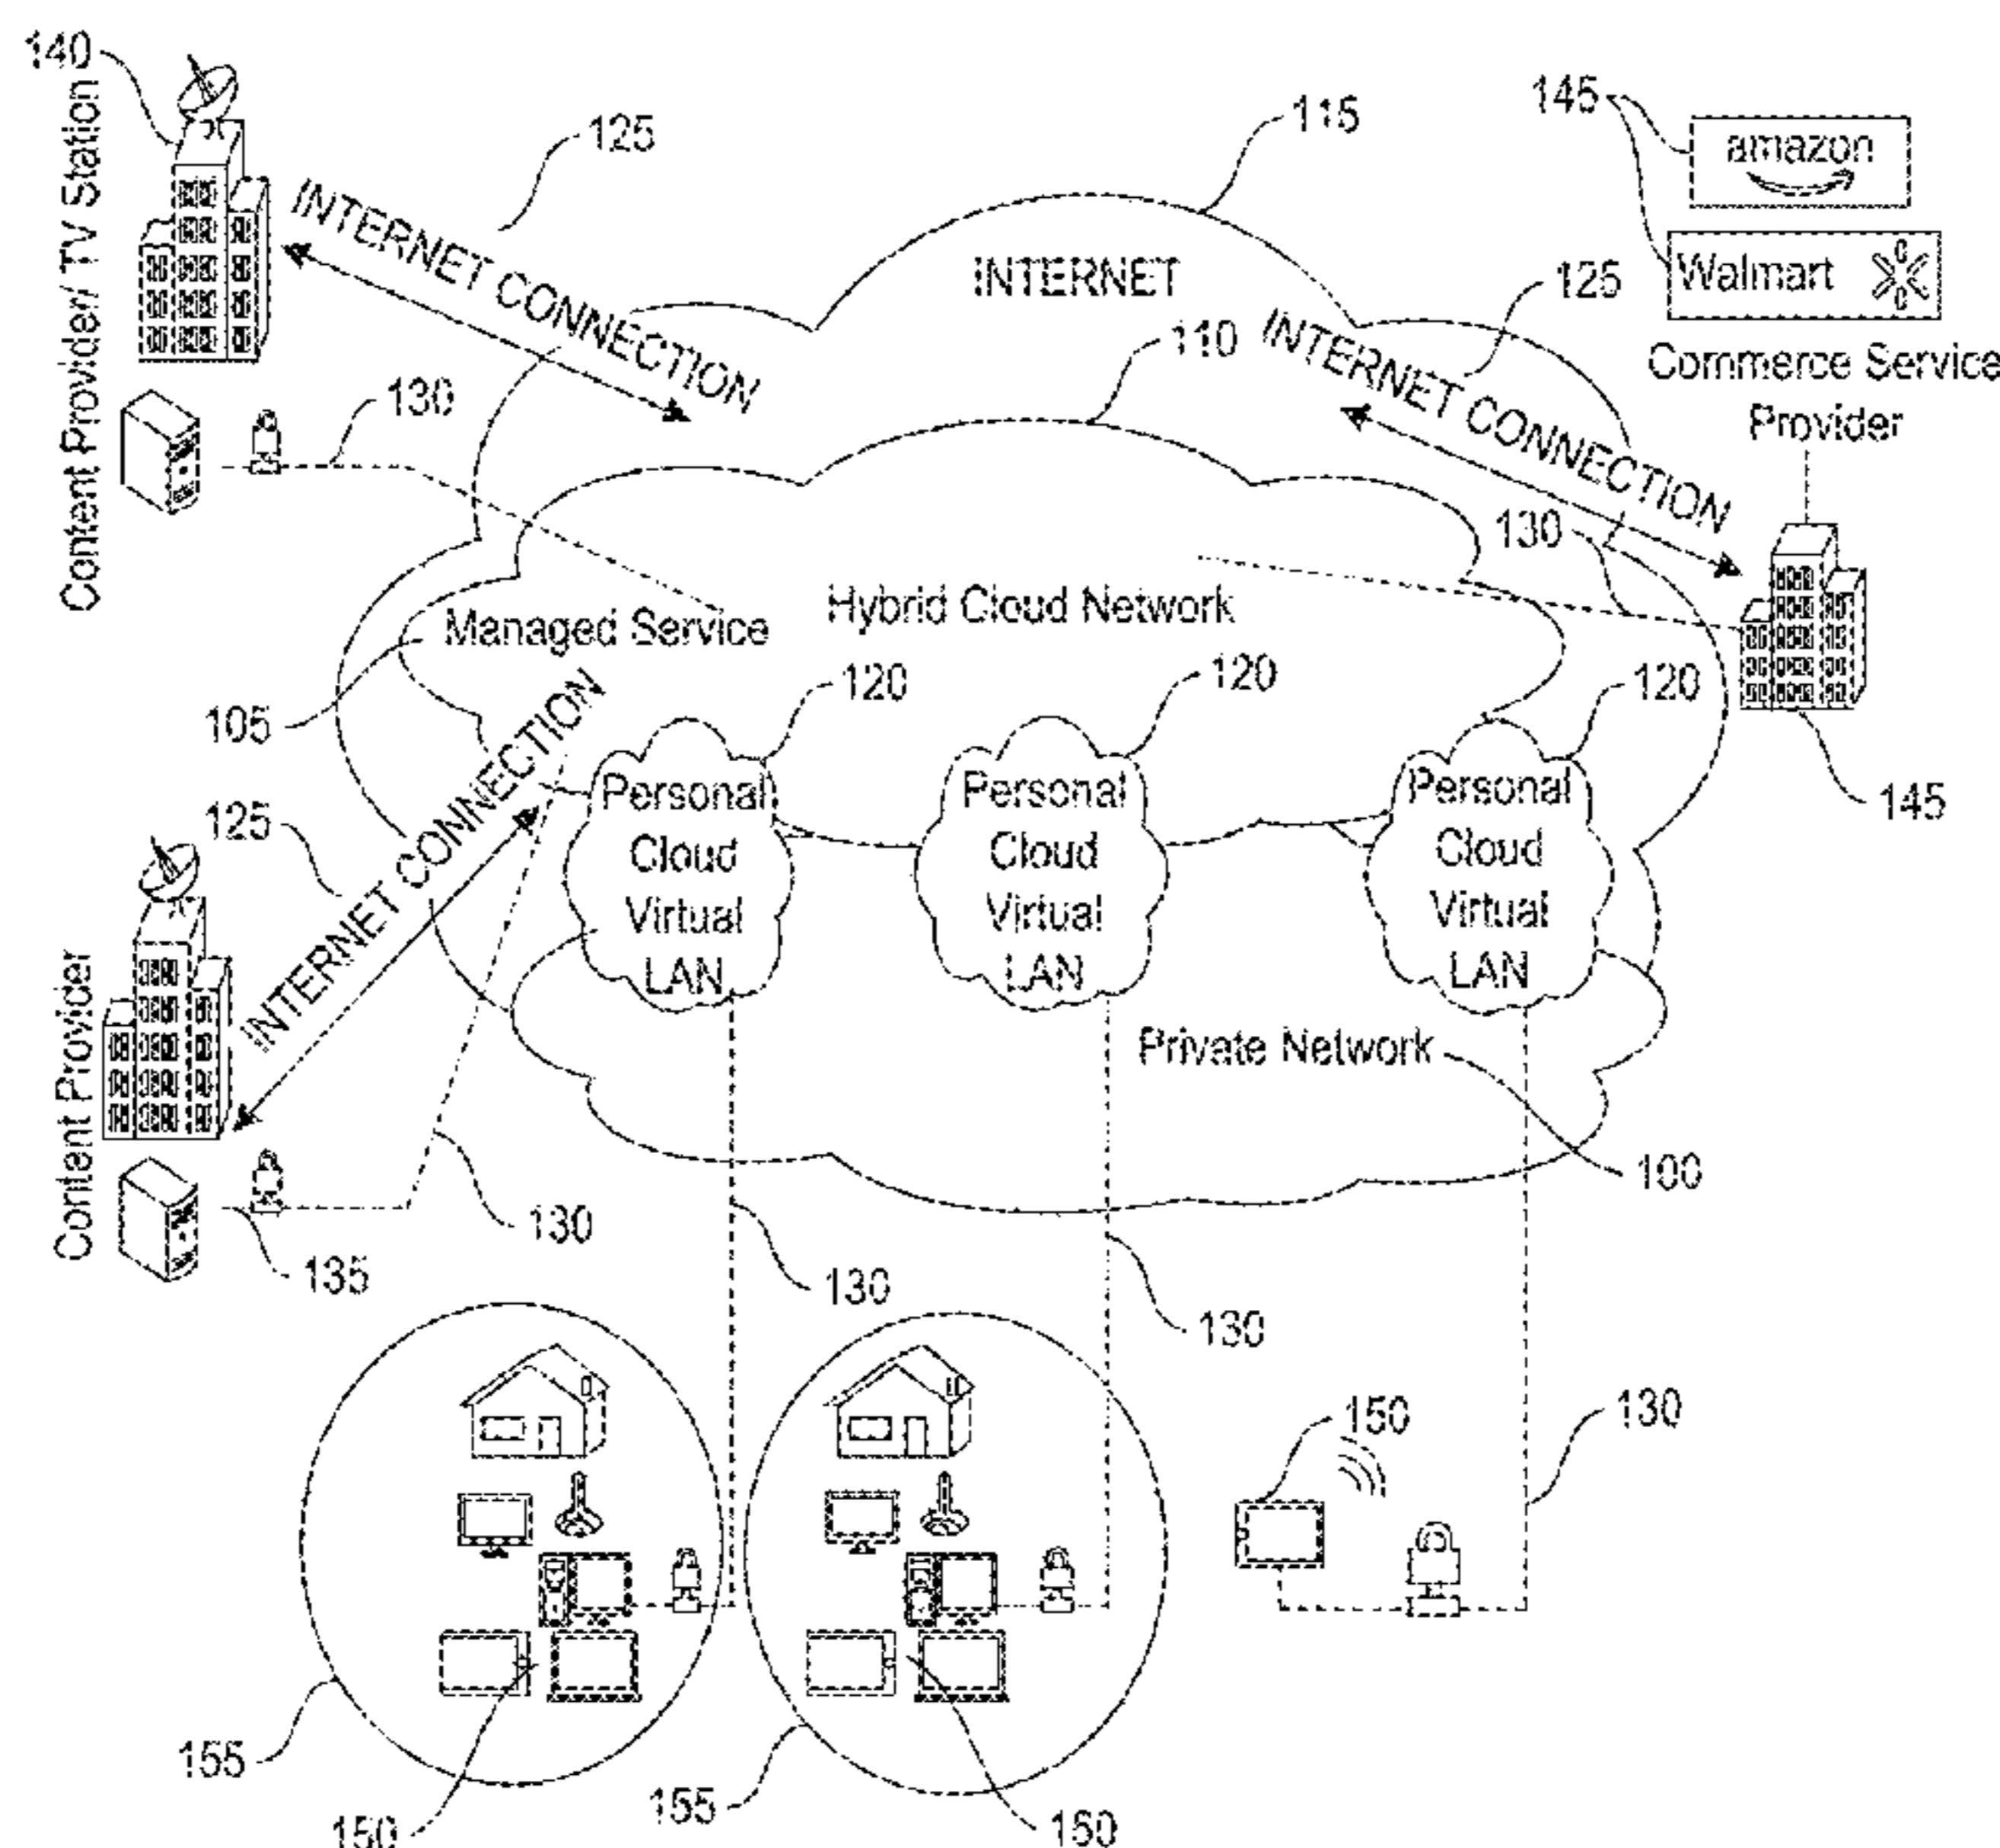 140
Content Provider/ TV Station
125
INTERNET CONNECTION
115
145
amazon
Walmart
Commerce Service
Provider
INTERNET
125
INTERNET CONNECTION
110
130
130
Managed Service
Hybrid Cloud Network
105
120
120
120
145
Personal
Cloud
Virtual
LAN
Personal
Cloud
Virtual
LAN
Personal
Cloud
Virtual
LAN
125
INTERNET CONNECTION
Content Provider
Private Network
100
130
135
130
130
150
130
155
150
155
150